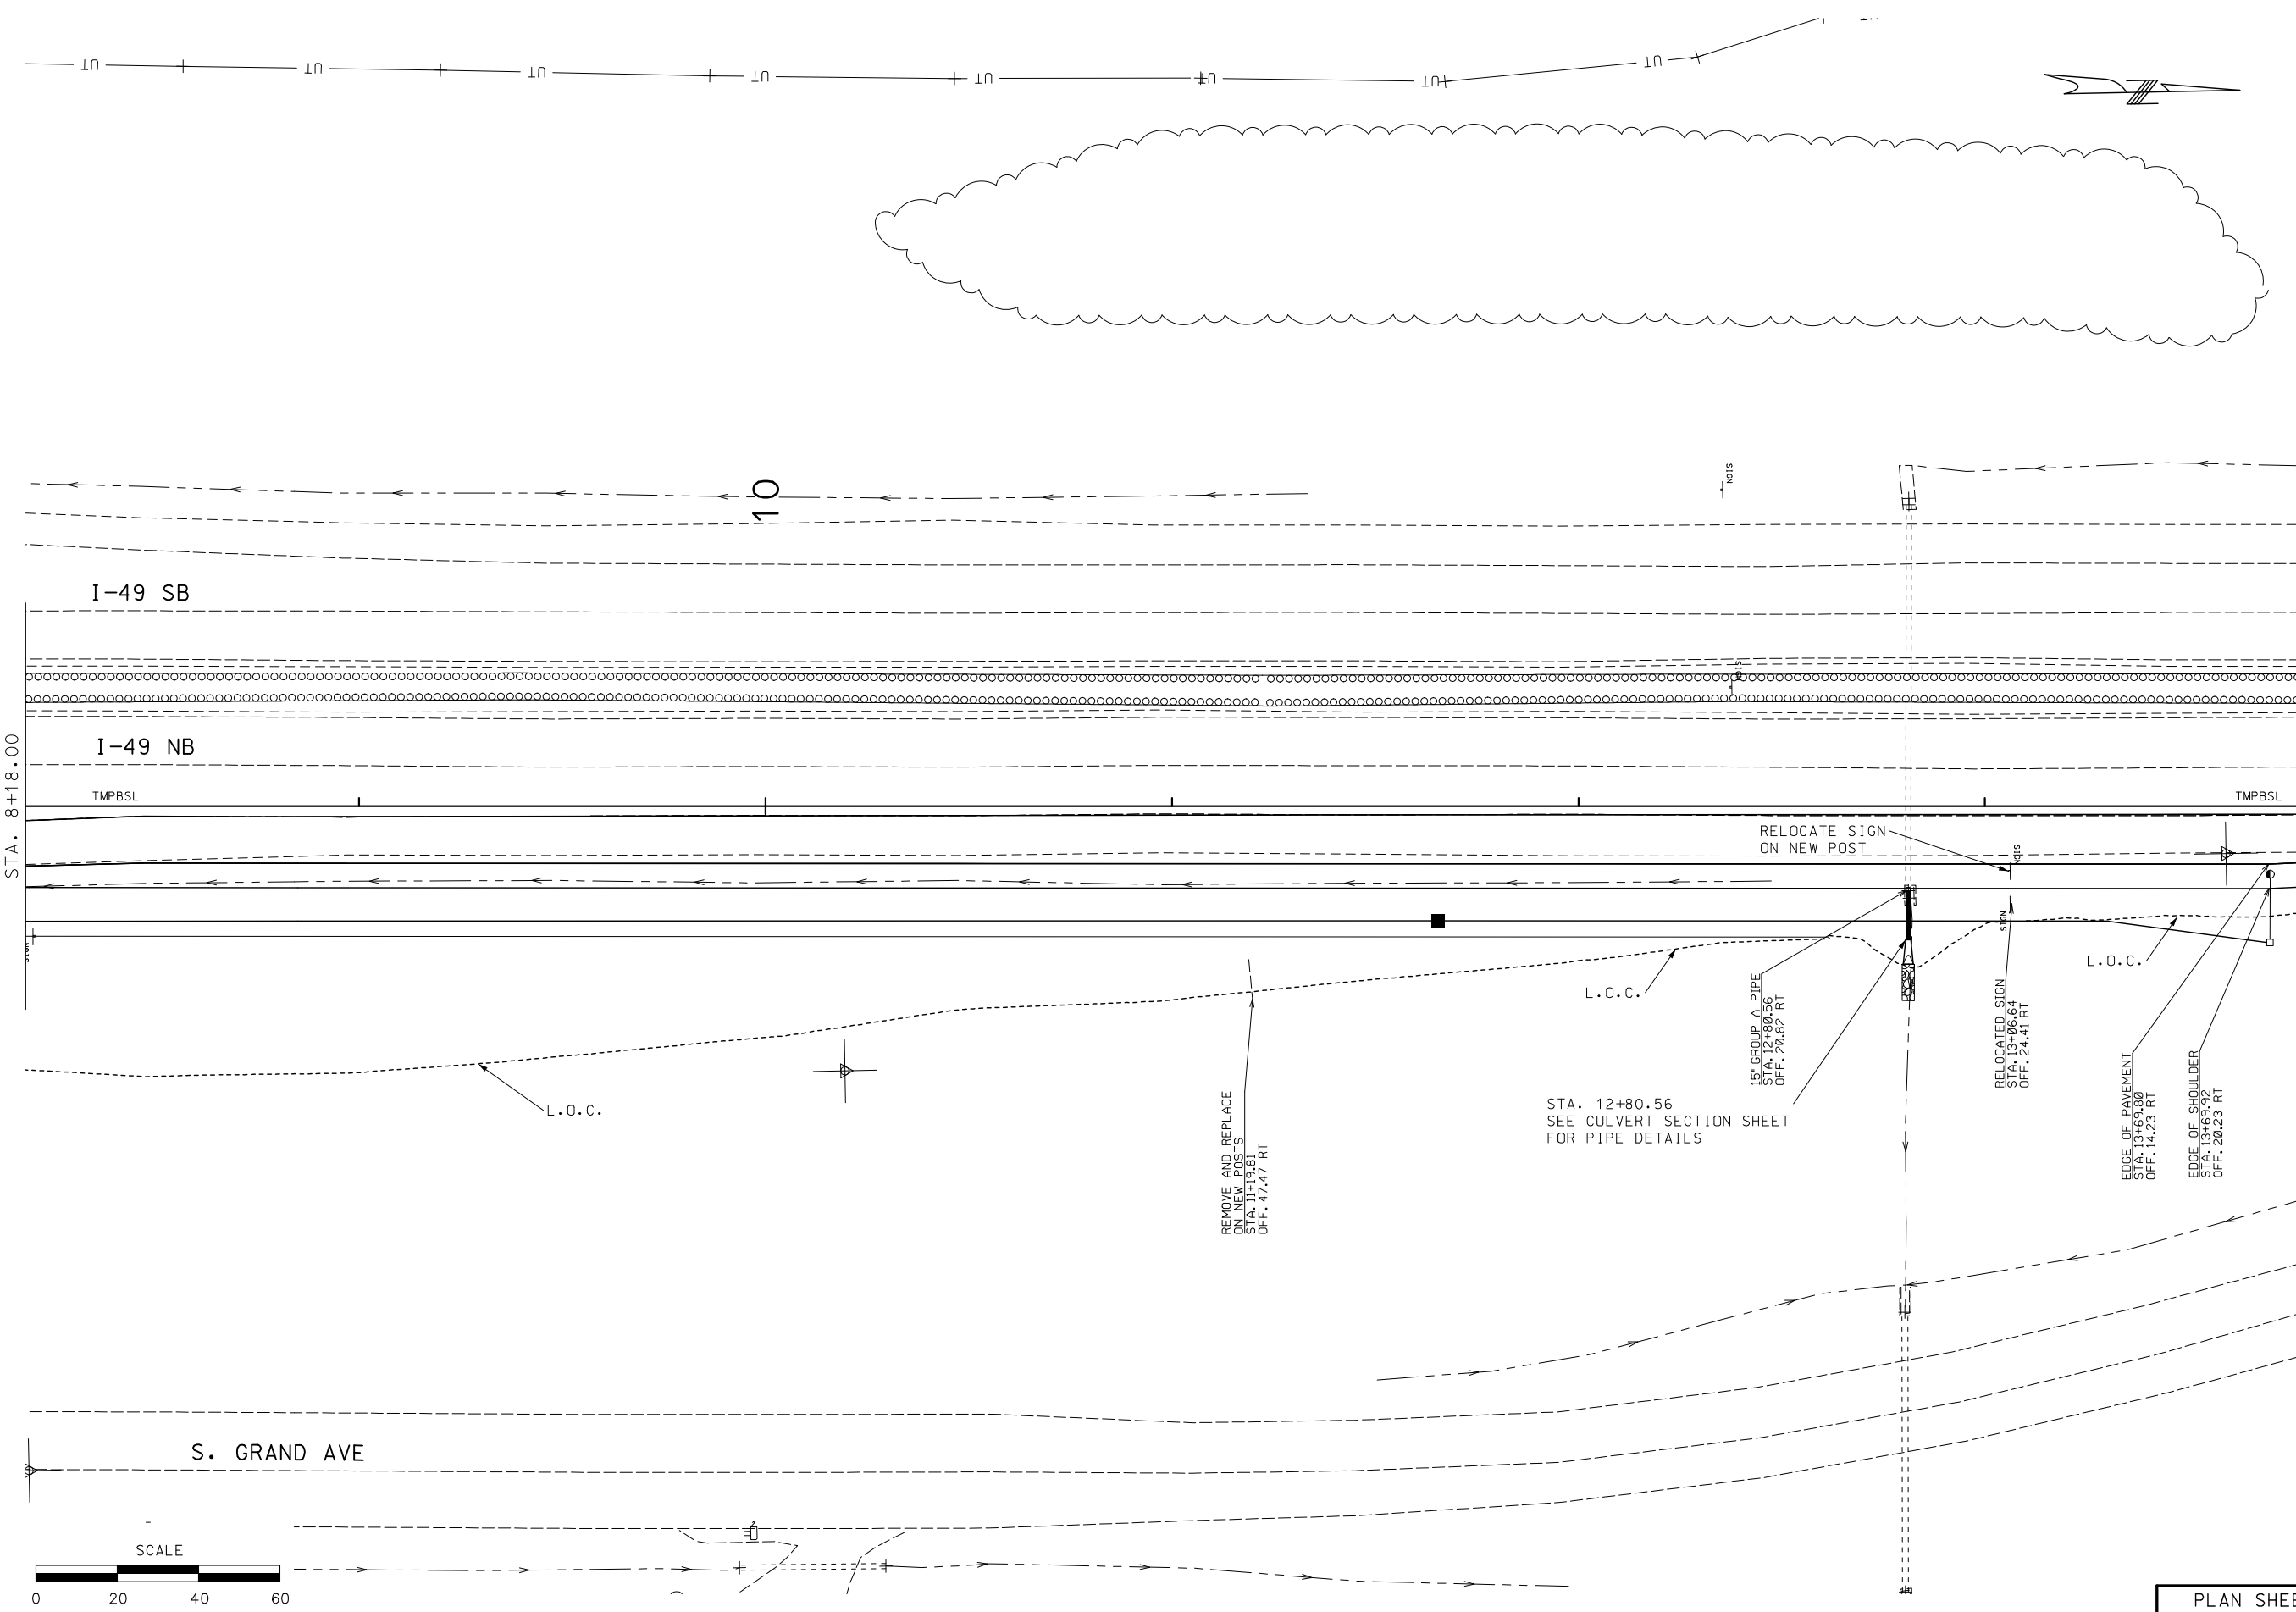 UT
UT
UT
UT
UT
UT
UT
UT
SIGN
10
I-49 SB
SIGN
I-49 NB
STA. 8+18.00
TMPBSL
TMPBSL
RELOCATE SIGN
ON NEW POST
SIGN
SIGN
L.O.C.
L.O.C.
L.O.C.
15" GROUP A PIPE
STA. 12+80.56
OFF. 20.82 RT
RELOCATED SIGN
STA. 13+06.64
OFF. 24.41 RT
EDGE OF PAVEMENT
STA. 13+69.80
OFF. 14.23 RT
EDGE OF SHOULDER
STA. 13+69.92
OFF. 20.23 RT
REMOVE AND REPLACE
ON NEW POSTS
STA. 11+19.81
OFF. 47.47 RT
STA. 12+80.56
SEE CULVERT SECTION SHEET
FOR PIPE DETAILS
S. GRAND AVE
SCALE
0 20 40 60
PLAN SHEE